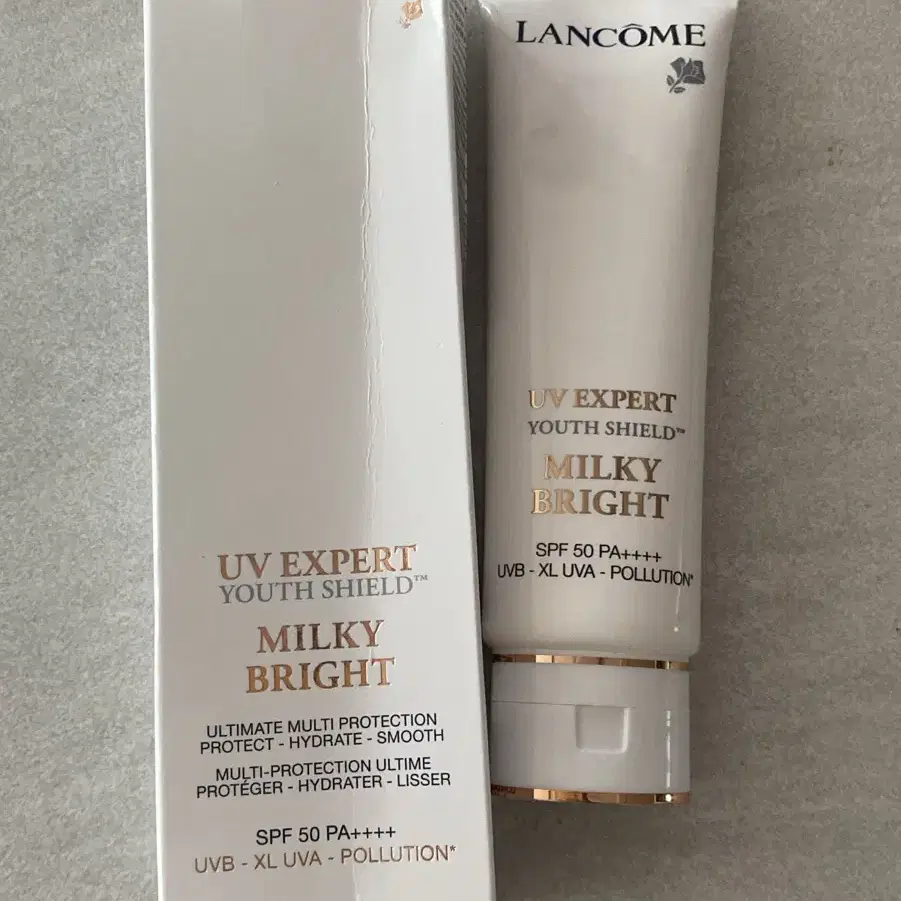 UV EXPERT
YOUTH SHIELD™
MILKY
BRIGHT
ULTIMATE MULTI PROTECTION
PROTECT - HYDRATE - SMOOTH
MULTI-PROTECTION ULTIME
PROTÉGER - HYDRATER - LISSER
SPF 50 PA++++
UVB - XL UVA - POLLUTION*
LANCÔME
UV EXPERT
YOUTH SHIELD™
MILKY
BRIGHT
SPF 50 PA++++
UVB - XL UVA - POLLUTION*